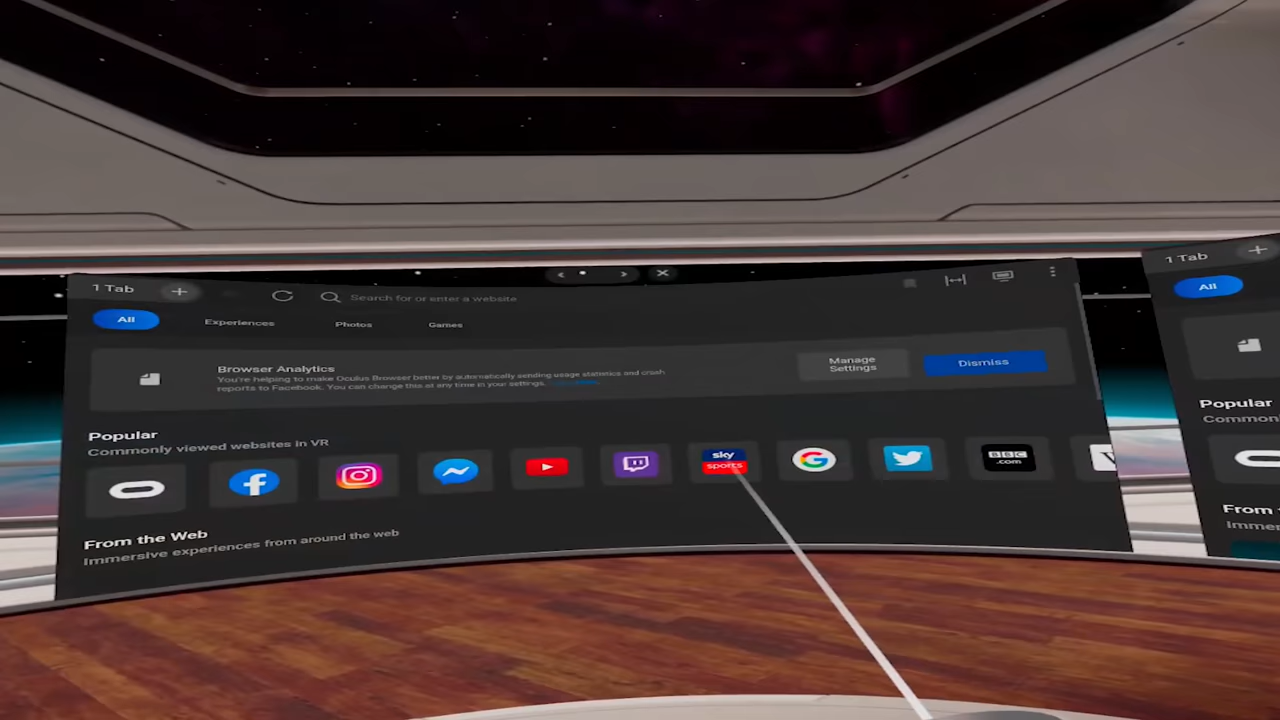 1 Tab
Search for or enter a website
All
Experiences
Photos
Games
Browser Analytics
You're helping to make Oculus Browser better by automatically sending usage statistics and crash
reports to Facebook. You can change this at any time in your settings.
Manage
Settings
Dismiss
Popular
Commonly viewed websites in VR
sky
sports
BBC
.com
From the Web
Immersive experiences from around the web
1 Tab
All
Popular
Commonly
From
Immer